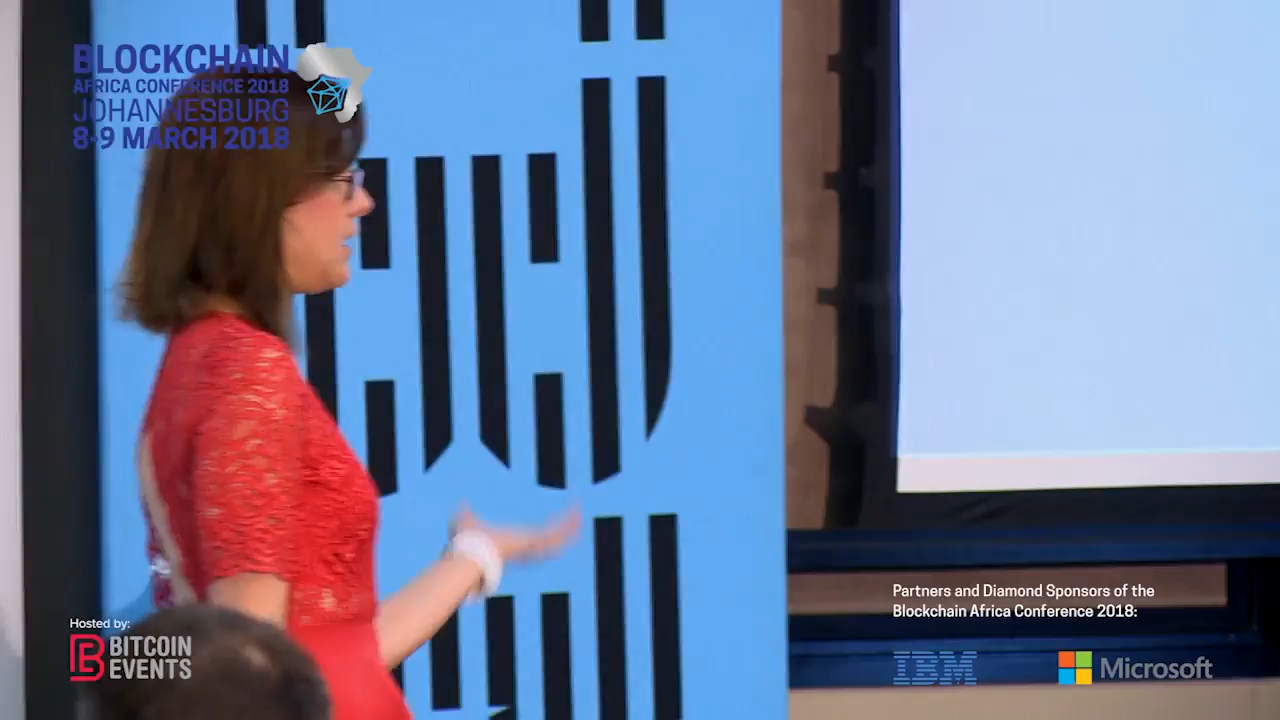 BLOCKCHAIN
AFRICA CONFERENCE 2018
JOHANNESBURG
8-9 MARCH 2018
Hosted by:
BITCOIN
EVENTS
Partners and Diamond Sponsors of the
Blockchain Africa Conference 2018:
IBM
Microsoft